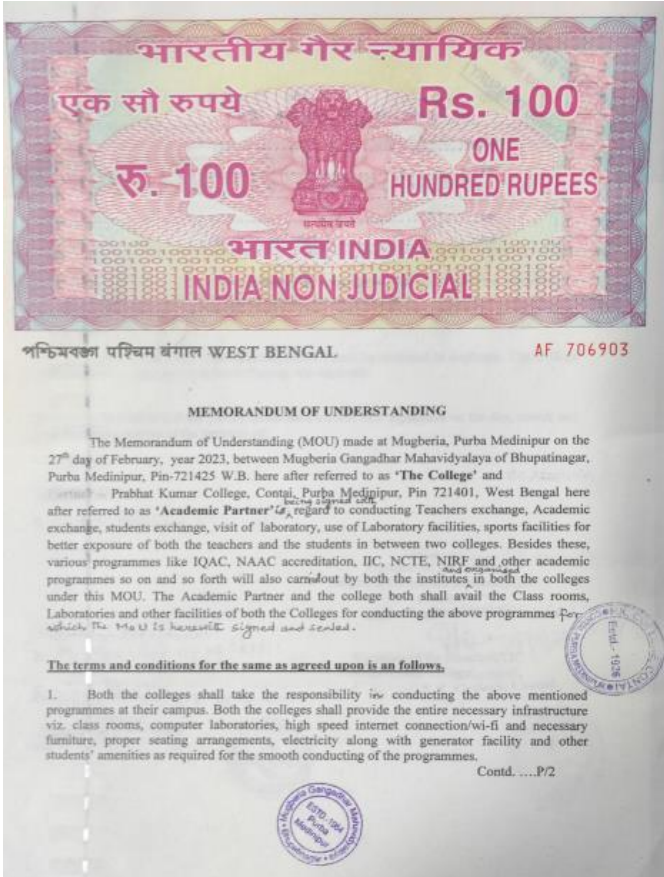 भारतीय गैर न्यायिक
एक सौ रुपये
Rs. 100
रु. 100
ONE
HUNDRED RUPEES
सत्यमेव जयते
भारत INDIA
INDIA NON JUDICIAL
পশ্চিমবঙ্গ पश्चिम बंगाल WEST BENGAL
AF 706903
MEMORANDUM OF UNDERSTANDING
The Memorandum of Understanding (MOU) made at Mugberia, Purba Medinipur on the
27th day of February, year 2023, between Mugberia Gangadhar Mahavidyalaya of Bhupatinagar,
Purba Medinipur, Pin-721425 W.B. here after referred to as ‘The College’ and
Prabhat Kumar College, Contai, Purba Medinipur, Pin 721401, West Bengal here
being signed with
after referred to as ‘Academic Partner’ is, regard to conducting Teachers exchange, Academic
exchange, students exchange, visit of laboratory, use of Laboratory facilities, sports facilities for
better exposure of both the teachers and the students in between two colleges. Besides these,
various programmes like IQAC, NAAC accreditation, IIC, NCTE, NIRF and other academic
and organised
programmes so on and so forth will also carried out by both the institutes in both the colleges
under this MOU. The Academic Partner and the college both shall avail the Class rooms,
Laboratories and other facilities of both the Colleges for conducting the above programmes for
which the MoU is herewith signed and sealed.
The terms and conditions for the same as agreed upon is an follows.
1. Both the colleges shall take the responsibility in conducting the above mentioned
programmes at their campus. Both the colleges shall provide the entire necessary infrastructure
viz. class rooms, computer laboratories, high speed internet connection/wi-fi and necessary
furniture, proper seating arrangements, electricity along with generator facility and other
students’ amenities as required for the smooth conducting of the programmes.
Contd. ....P/2
Estd.- 1926
Mugberia Gangadhar Mahavidyalaya
Bhupatinagar
ESTD.-1964
Purba
Medinipur